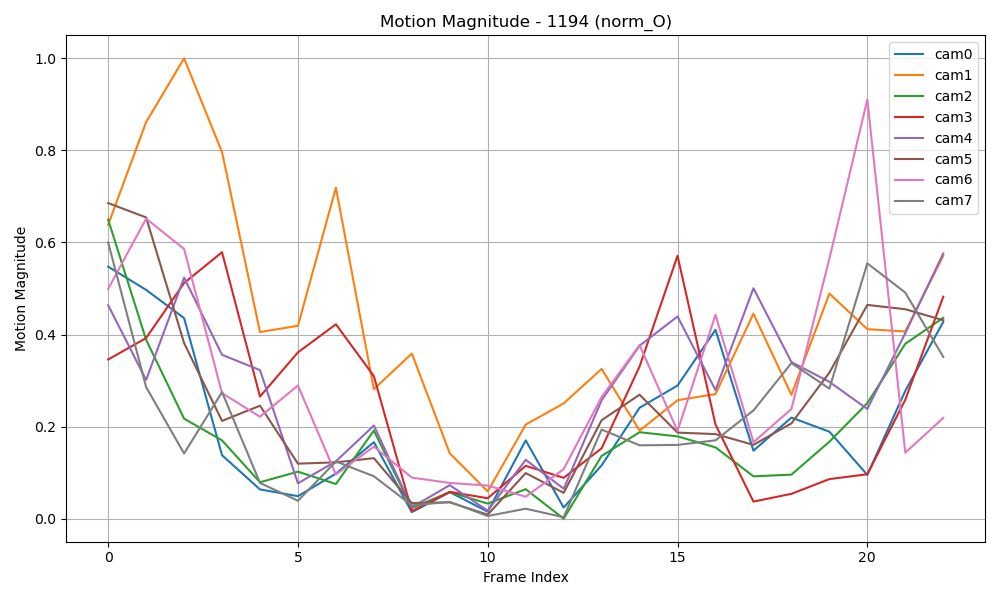 Motion Magnitude - 1194 (norm_O)
Motion Magnitude
1.0
0.8
0.6
0.4
0.2
0.0
0
5
10
15
20
Frame Index
cam0
cam1
cam2
cam3
cam4
cam5
cam6
cam7